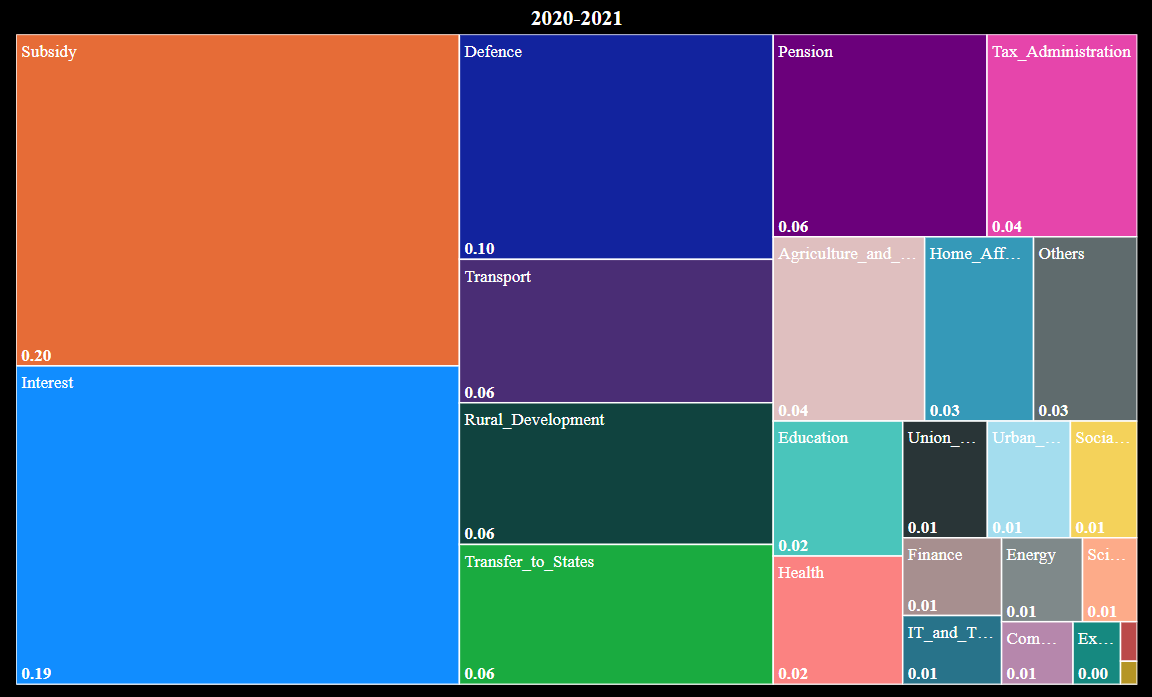 2020-2021
Subsidy
0.20
Interest
0.19
Defence
0.10
Transport
0.06
Rural_Development
0.06
Transfer_to_States
0.06
Pension
0.06
Tax_Administration
0.04
Agriculture_and_…
0.04
Home_Aff…
0.03
Others
0.03
Education
0.02
Health
0.02
Union_…
0.01
Urban_…
0.01
Socia…
0.01
Finance
0.01
Energy
0.01
Sci…
0.01
IT_and_T…
0.01
Com…
0.01
Ex…
0.00